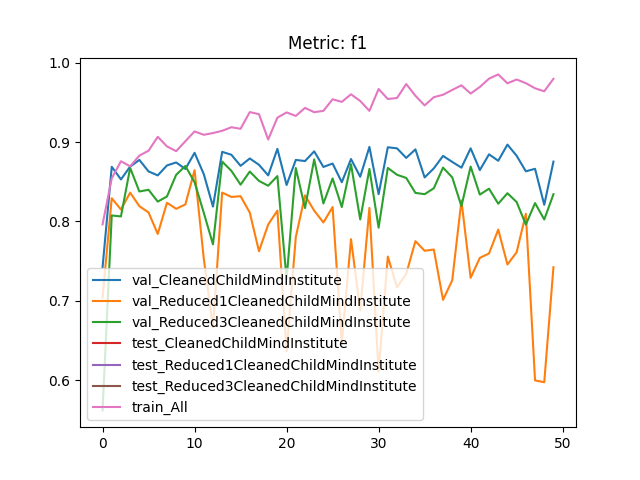 Metric: f1
1.0
0.9
0.8
0.7
0.6
val_CleanedChildMindInstitute
val_Reduced1CleanedChildMindInstitute
val_Reduced3CleanedChildMindInstitute
test_CleanedChildMindInstitute
test_Reduced1CleanedChildMindInstitute
test_Reduced3CleanedChildMindInstitute
train_All
0 10 20 30 40 50